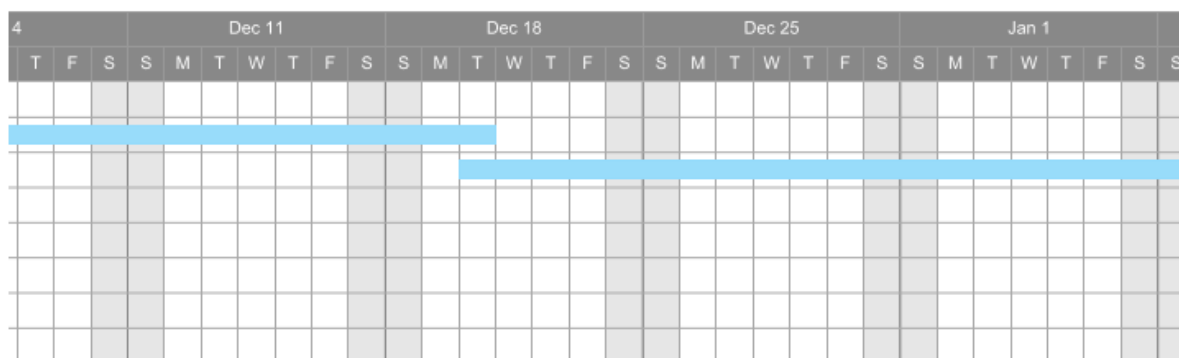 4 Dec 11 Dec 18 Dec 25 Jan 1
T F S S M T W T F S S M T W T F S S M T W T F S S M T W T F S S